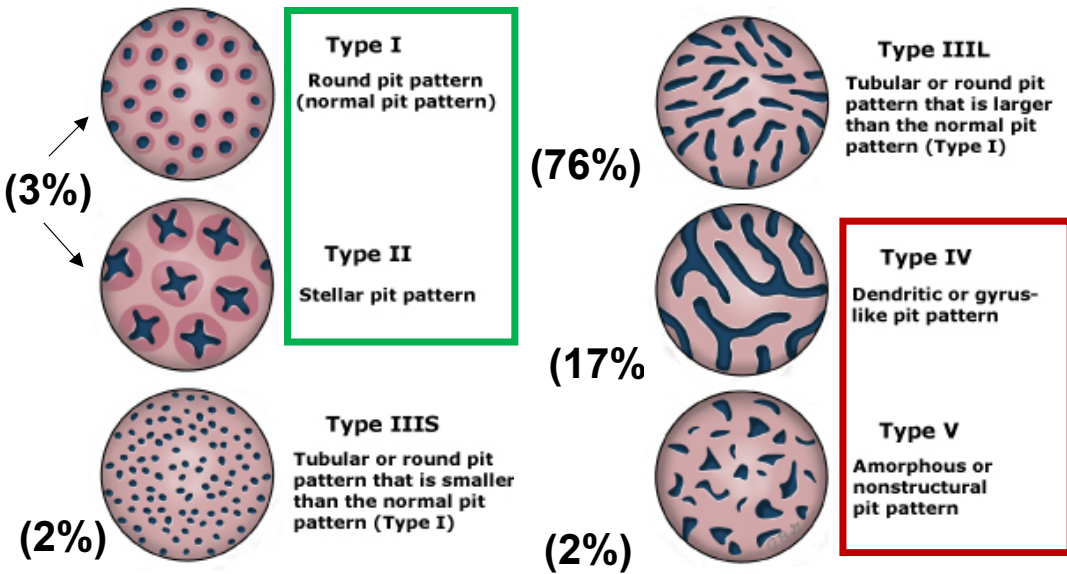 Type I
Round pit pattern
(normal pit pattern)
(3%)
Type II
Stellar pit pattern
Type IIIS
Tubular or round pit
pattern that is smaller
than the normal pit
pattern (Type I)
(2%)
Type IIIL
Tubular or round pit
pattern that is larger
than the normal pit
pattern (Type I)
(76%)
Type IV
Dendritic or gyrus-
like pit pattern
(17%
Type V
Amorphous or
nonstructural
pit pattern
(2%)